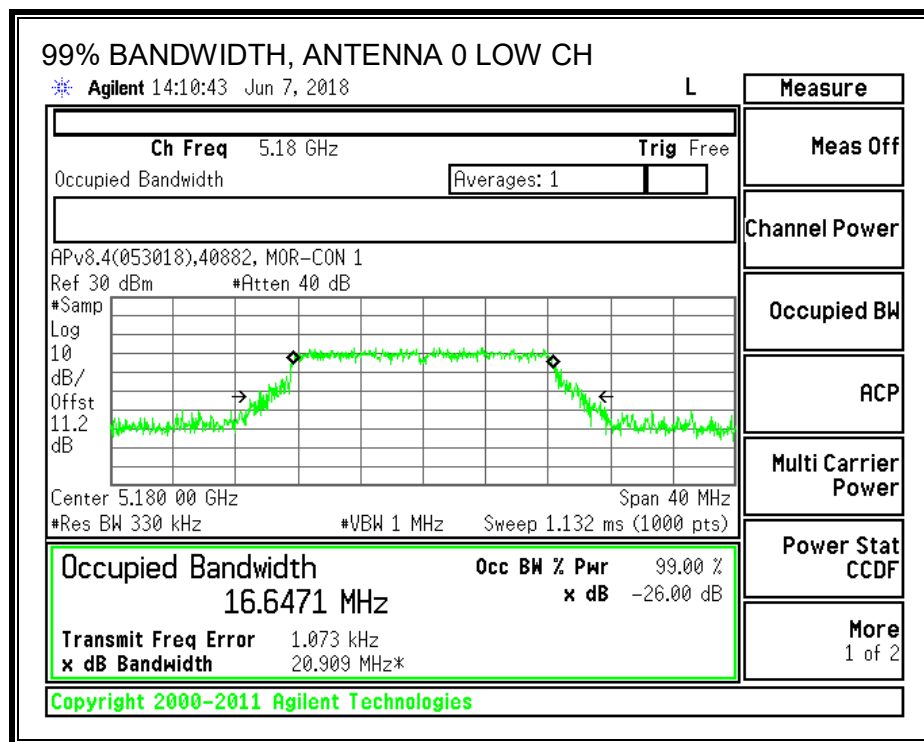 99% BANDWIDTH, ANTENNA 0 LOW CH
Agilent 14:10:43 Jun 7, 2018 L
Measure
Ch Freq 5.18 GHz Trig Free
Meas Off
Occupied Bandwidth Averages: 1
Channel Power
APv8.4(053018),40882, MOR-CON 1
Ref 30 dBm #Atten 40 dB
#Samp
Log
10
dB/
Offst
11.2
dB
Occupied BW
ACP
Multi Carrier
Power
Center 5.180 00 GHz Span 40 MHz
#Res BW 330 kHz #VBW 1 MHz Sweep 1.132 ms (1000 pts)
Power Stat
CCDF
Occupied Bandwidth Occ BW % Pwr 99.00 %
16.6471 MHz x dB -26.00 dB
Transmit Freq Error 1.073 kHz
x dB Bandwidth 20.909 MHz*
More
1 of 2
Copyright 2000-2011 Agilent Technologies